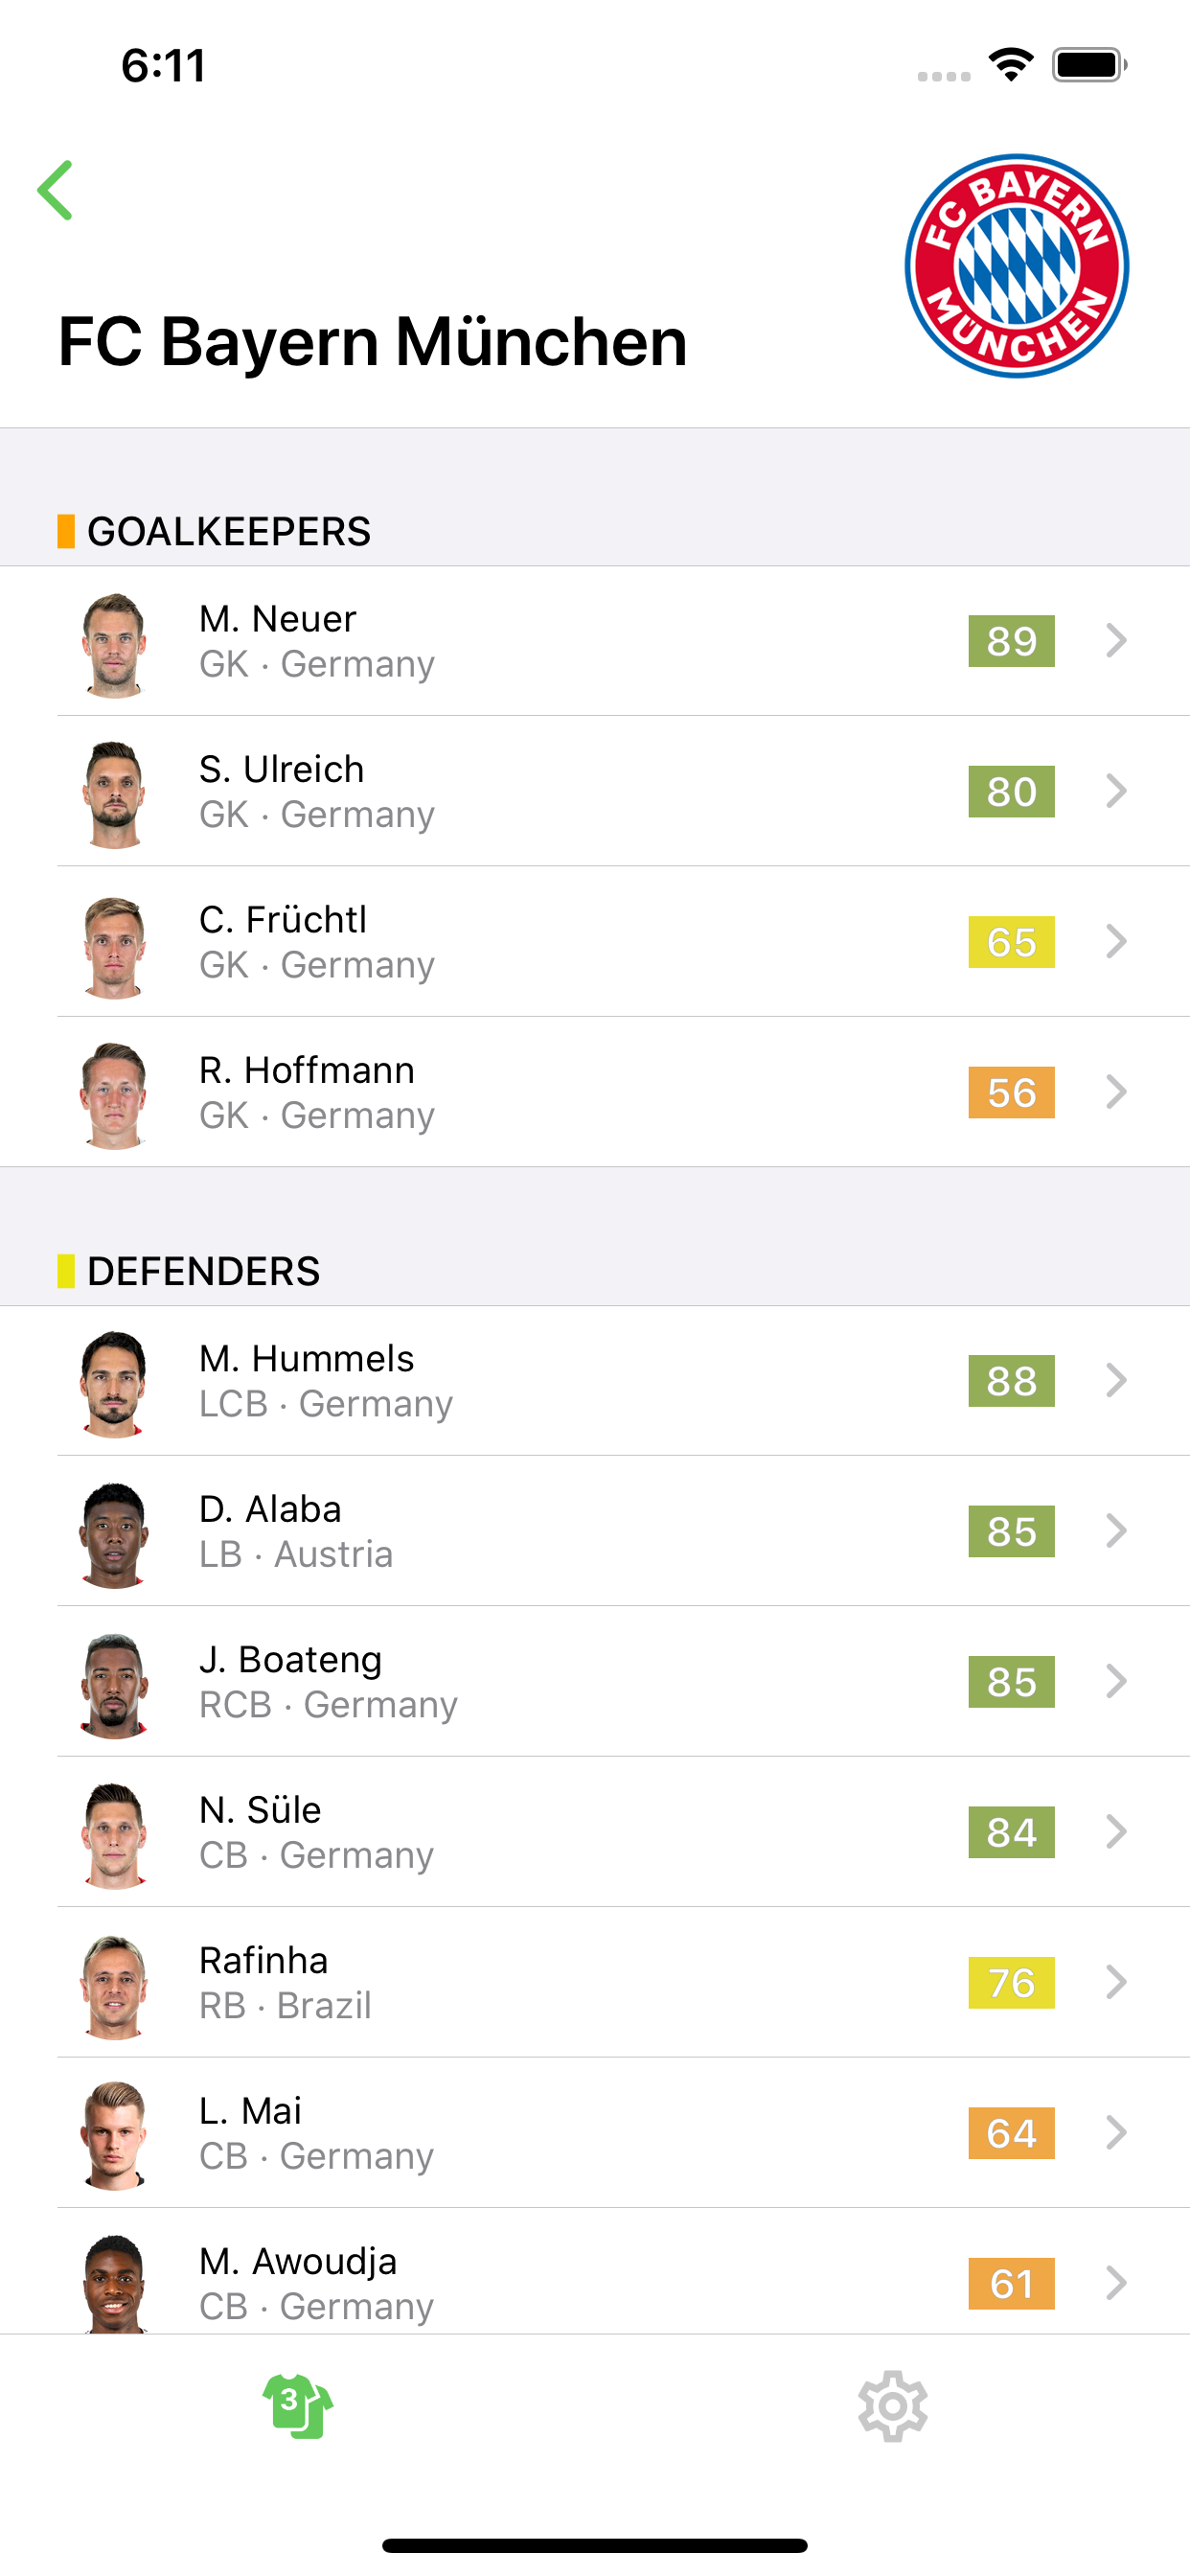 6:11
FC BAYERN
MÜNCHEN
FC Bayern München
GOALKEEPERS
M. Neuer
GK · Germany
89
S. Ulreich
GK · Germany
80
C. Früchtl
GK · Germany
65
R. Hoffmann
GK · Germany
56
DEFENDERS
M. Hummels
LCB · Germany
88
D. Alaba
LB · Austria
85
J. Boateng
RCB · Germany
85
N. Süle
CB · Germany
84
Rafinha
RB · Brazil
76
L. Mai
CB · Germany
64
M. Awoudja
CB · Germany
61
3